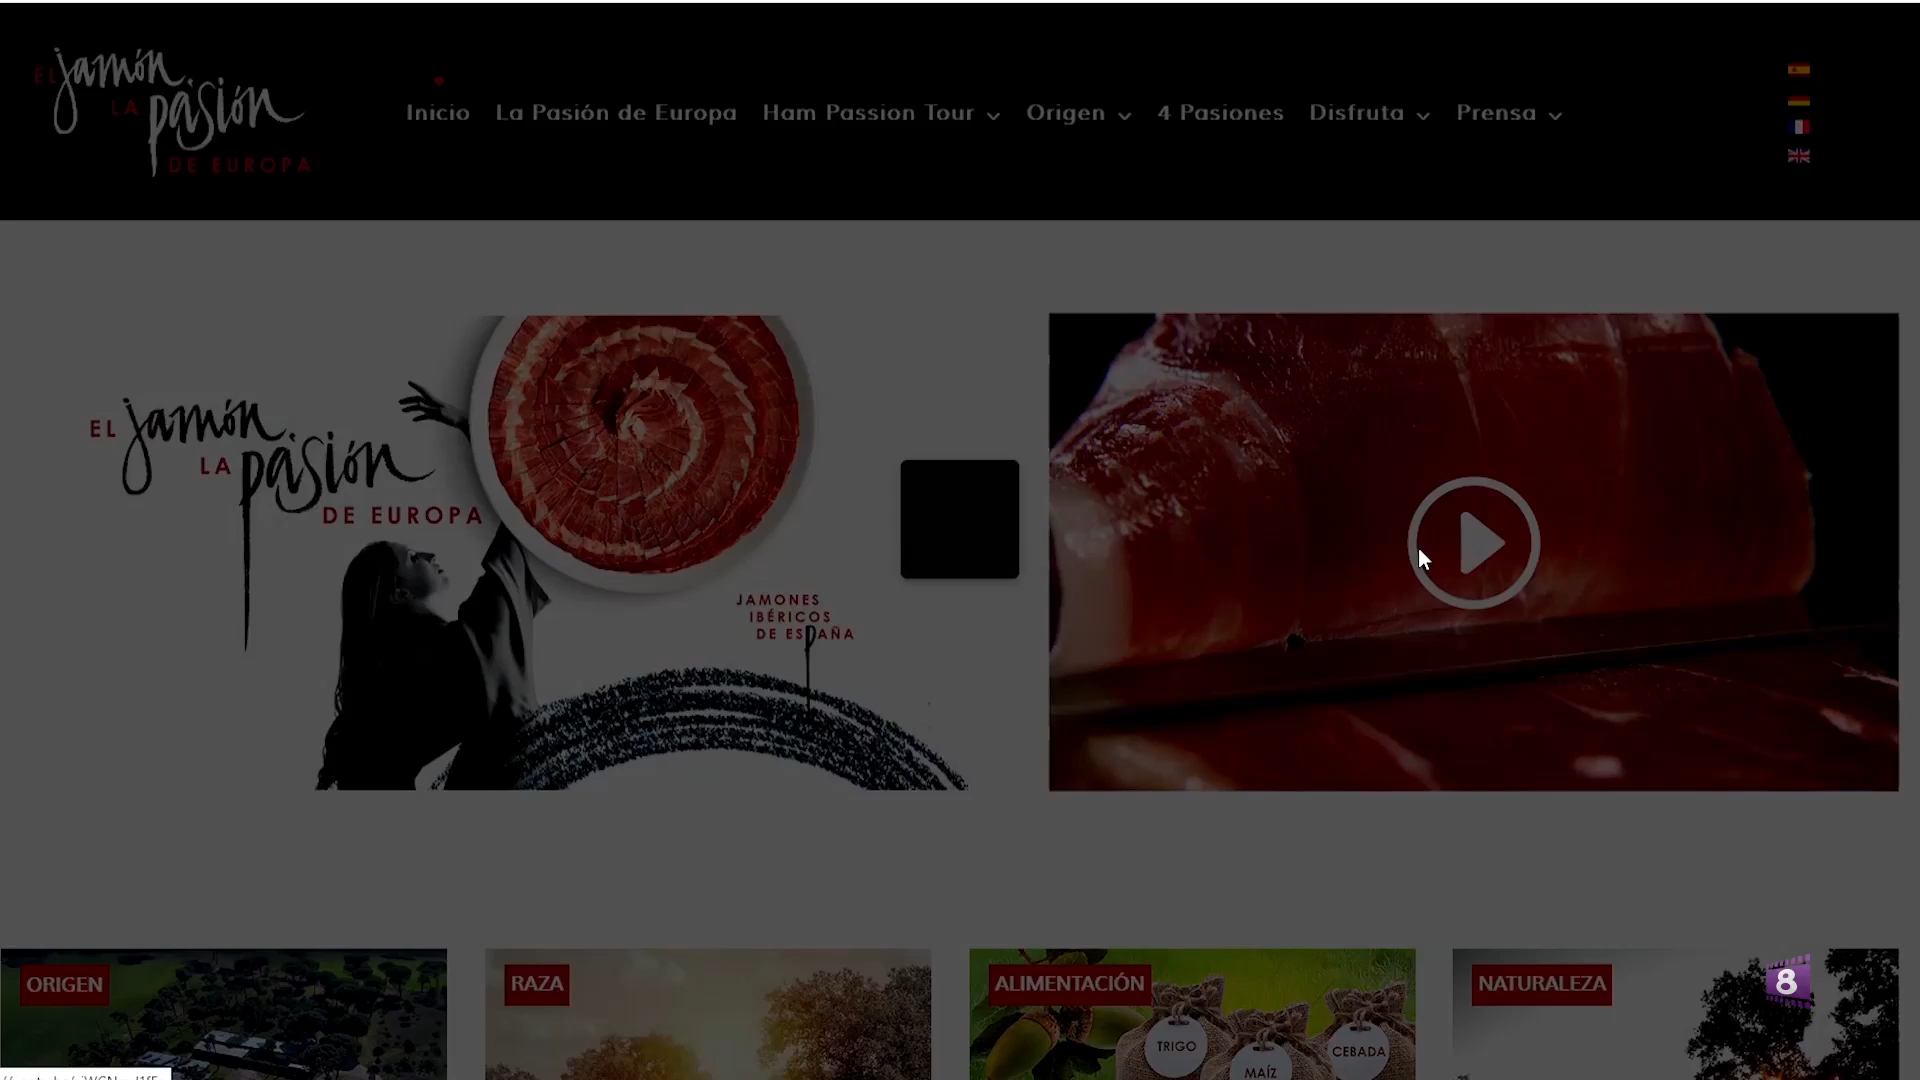 EL jamón
LA pasión
DE EUROPA
Inicio
La Pasión de Europa
Ham Passion Tour
Origen
4 Pasiones
Disfruta
Prensa
EL jamón
LA pasión
DE EUROPA
JAMONES
IBÉRICOS
DE ESPAÑA
ORIGEN
RAZA
ALIMENTACIÓN
NATURALEZA
8
TRIGO
MAÍZ
CEBADA